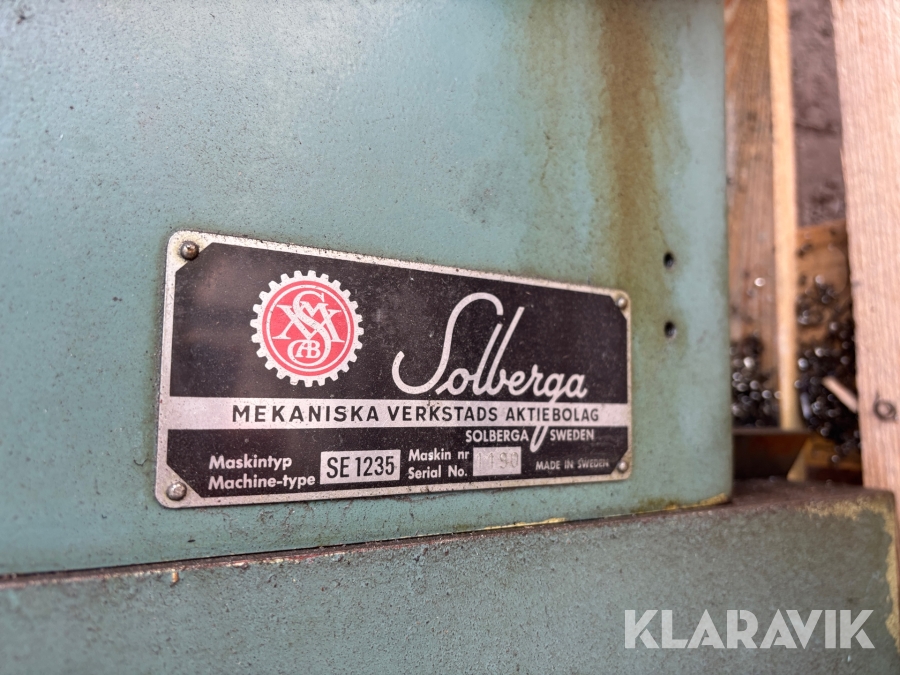 Solberga
MEKANISKA VERKSTADS AKTIEBOLAG
SOLBERGA SWEDEN
Maskintyp
Machine-type
SE 1235
Maskin nr
Serial No.
MADE IN SWEDEN
KLARAVIK